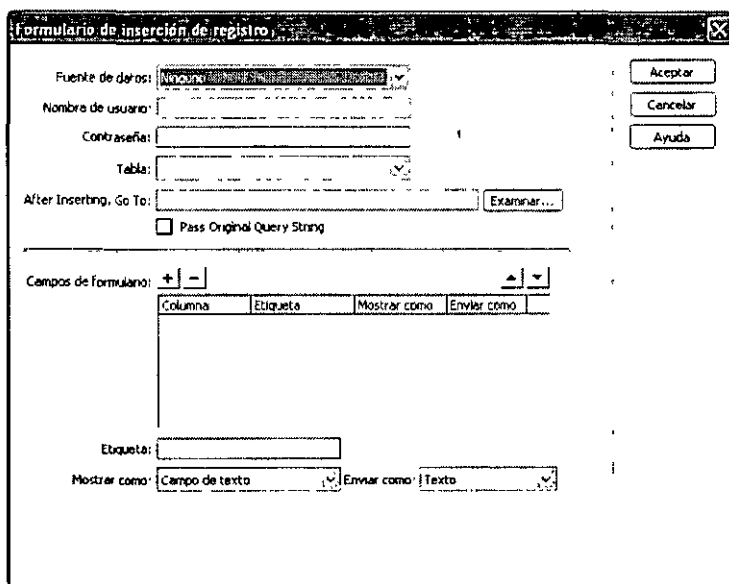 Formulario de inserción de registro
Fuente de datos: Ninguno
Aceptar
Nombre de usuario:
Cancelar
Contraseña:
Ayuda
Tabla:
After Inserting, Go To:
Examinar...
Pass Original Query String
Campos de formulario: + −
Columna Etiqueta Mostrar como Enviar como
Etiqueta:
Mostrar como: Campo de texto Enviar como: Texto